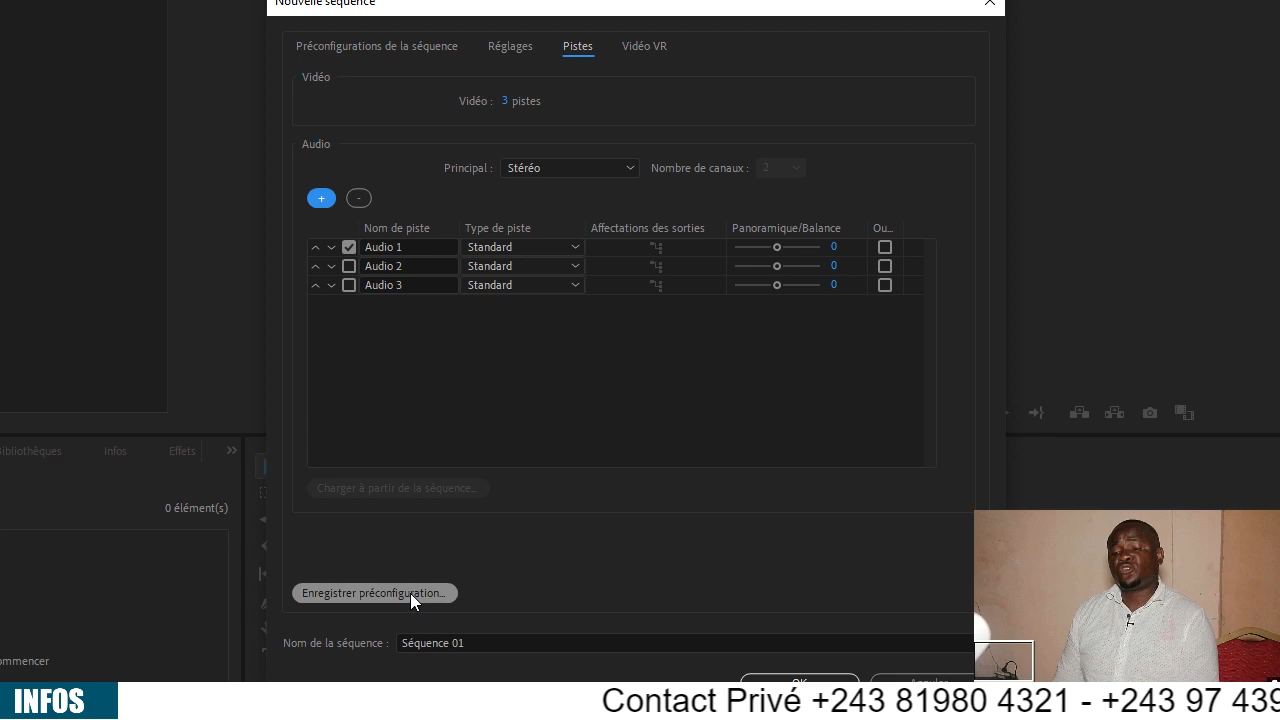 Nouvelle séquence
Préconfigurations de la séquence Réglages Pistes Vidéo VR
Vidéo
Vidéo : 3 pistes
Audio
Principal : Stéréo Nombre de canaux : 2
+ -
Nom de piste Type de piste Affectations des sorties Panoramique/Balance Ou...
Audio 1 Standard 0
Audio 2 Standard 0
Audio 3 Standard 0
Charger à partir de la séquence...
Bibliothèques Infos Effets
0 élément(s)
Enregistrer préconfiguration...
Nom de la séquence : Séquence 01
ommencer
OK Annuler
INFOS Contact Privé +243 81980 4321 - +243 97 439